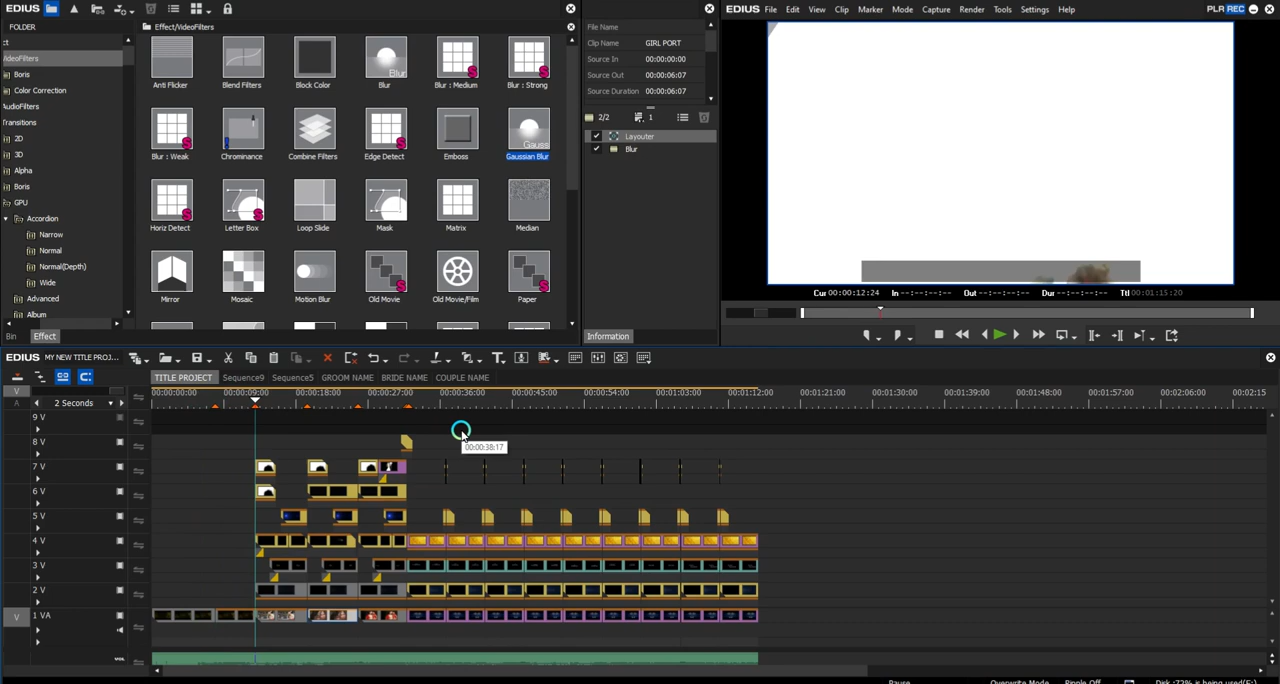 EDIUS
FOLDER
ct
VideoFilters
Boris
Color Correction
AudioFilters
Transitions
2D
3D
Alpha
Boris
GPU
Accordion
Narrow
Normal
Normal(Depth)
Wide
Advanced
Album
Bin Effect
Effect/VideoFilters
Anti Flicker Blend Filters Block Color Blur Blur : Medium Blur : Strong
Blur : Weak Chrominance Combine Filters Edge Detect Emboss Gaussian Blur
Horiz Detect Letter Box Loop Slide Mask Matrix Median
Mirror Mosaic Motion Blur Old Movie Old Movie/Film Paper
File Name
Clip Name GIRL PORT
Source In 00:00:00:00
Source Out 00:00:06:07
Source Duration 00:00:06:07
2/2 1
Layouter
Blur
Information
EDIUS File Edit View Clip Marker Mode Capture Render Tools Settings Help PLR REC
Cur 00:00:12:24 In --:--:--:-- Out --:--:--:-- Dur --:--:--:-- Ttl 00:01:15:20
EDIUS MY NEW TITLE PROJ...
TITLE PROJECT Sequence9 Sequence5 GROOM NAME BRIDE NAME COUPLE NAME
V 00:00:00:00 00:00:09:00 00:00:18:00 00:00:27:00 00:00:36:00 00:00:45:00 00:00:54:00 00:01:03:00 00:01:12:00 00:01:21:00 00:01:30:00 00:01:39:00 00:01:48:00 00:01:57:00 00:02:06:00 00:02:15
A 2 Seconds
9 V
8 V
00:00:38:17
7 V
6 V
5 V
4 V
3 V
2 V
V 1 VA
VOL
Pause Overwrite Mode Ripple Off Disk :72% is being used(E:)